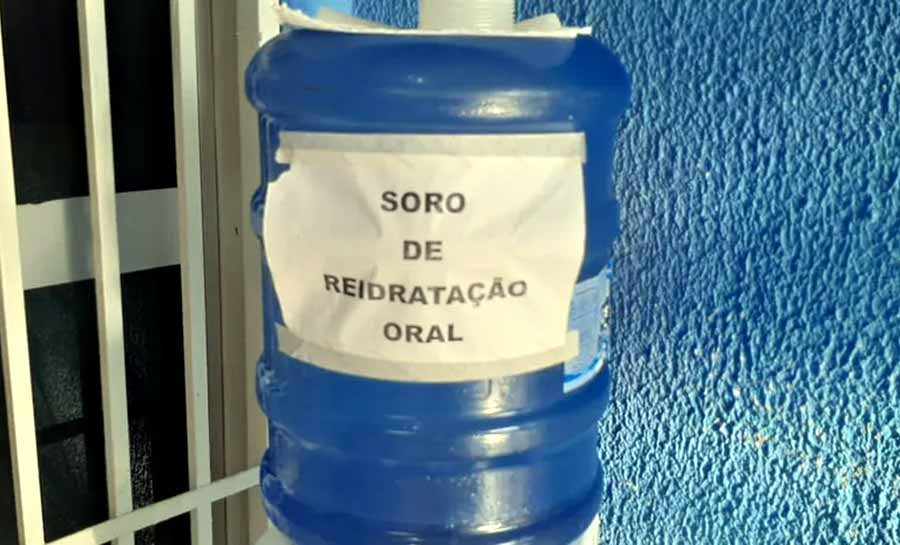 SORO
DE
REIDRATAÇÃO
ORAL